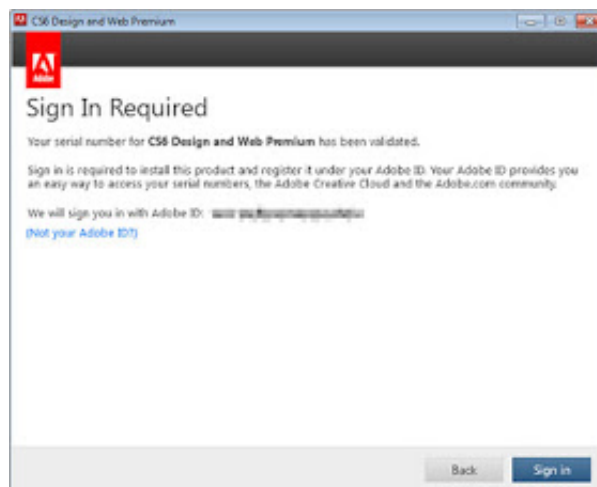 CS6 Design and Web Premium
Adobe
Sign In Required
Your serial number for CS6 Design and Web Premium has been validated.
Sign in is required to install this product and register it under your Adobe ID. Your Adobe ID provides you
an easy way to access your serial numbers, the Adobe Creative Cloud and the Adobe.com community.
We will sign you in with Adobe ID:
(Not your Adobe ID?)
Back
Sign in